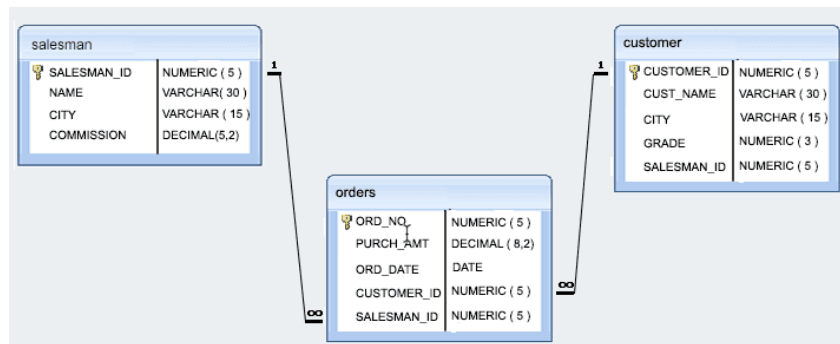 salesman
SALESMAN_ID NUMERIC ( 5 )
NAME VARCHAR( 30 )
CITY VARCHAR ( 15 )
COMMISSION DECIMAL(5,2)
1
∞
orders
ORD_NO NUMERIC ( 5 )
PURCH_AMT DECIMAL ( 8,2)
ORD_DATE DATE
CUSTOMER_ID NUMERIC ( 5 )
SALESMAN_ID NUMERIC ( 5 )
1
∞
customer
CUSTOMER_ID NUMERIC ( 5 )
CUST_NAME VARCHAR ( 30 )
CITY VARCHAR ( 15 )
GRADE NUMERIC ( 3 )
SALESMAN_ID NUMERIC ( 5 )